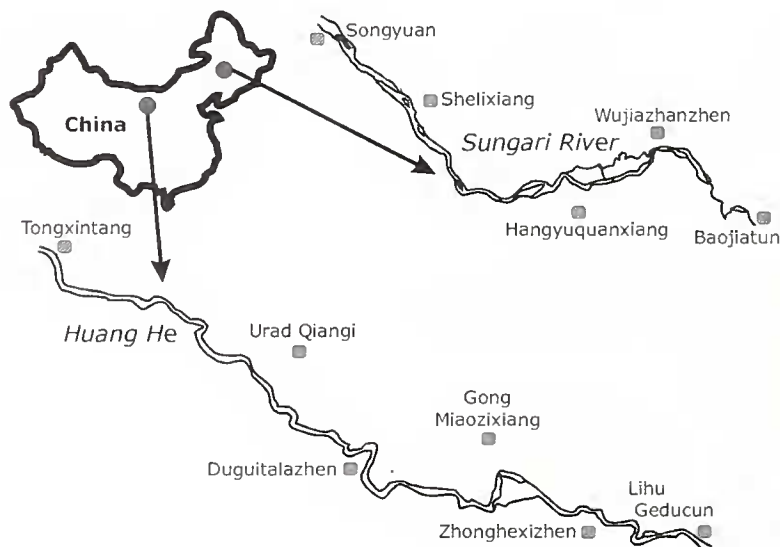 Songyuan
Shelixiang
China
Wujiazhanzhen
Sungari River
Hangyuquanxiang
Baojiatun
Tongxintang
Huang He
Urad Qiangi
Gong
Miaozixiang
Duguitalazhen
Lihu
Geducun
Zhonghexizhen